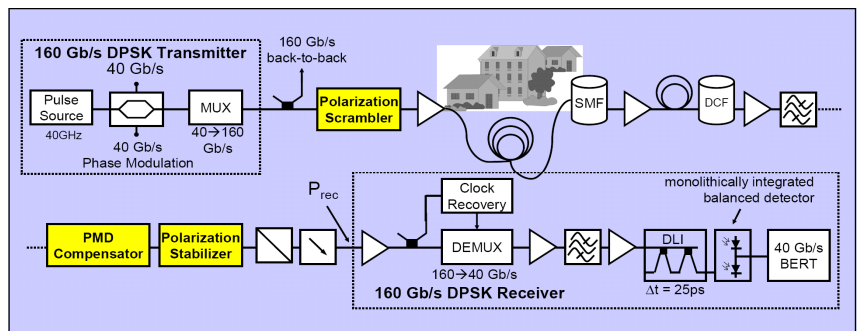 160 Gb/s DPSK Transmitter
40 Gb/s
Pulse
Source
40GHz
MUX
40→160
Gb/s
40 Gb/s
Phase Modulation
160 Gb/s
back-to-back
Polarization
Scrambler
SMF
DCF
PMD
Compensator
Polarization
Stabilizer
Prec
Clock
Recovery
DEMUX
160→40 Gb/s
160 Gb/s DPSK Receiver
DLI
Δt = 25ps
monolithically integrated
balanced detector
40 Gb/s
BERT